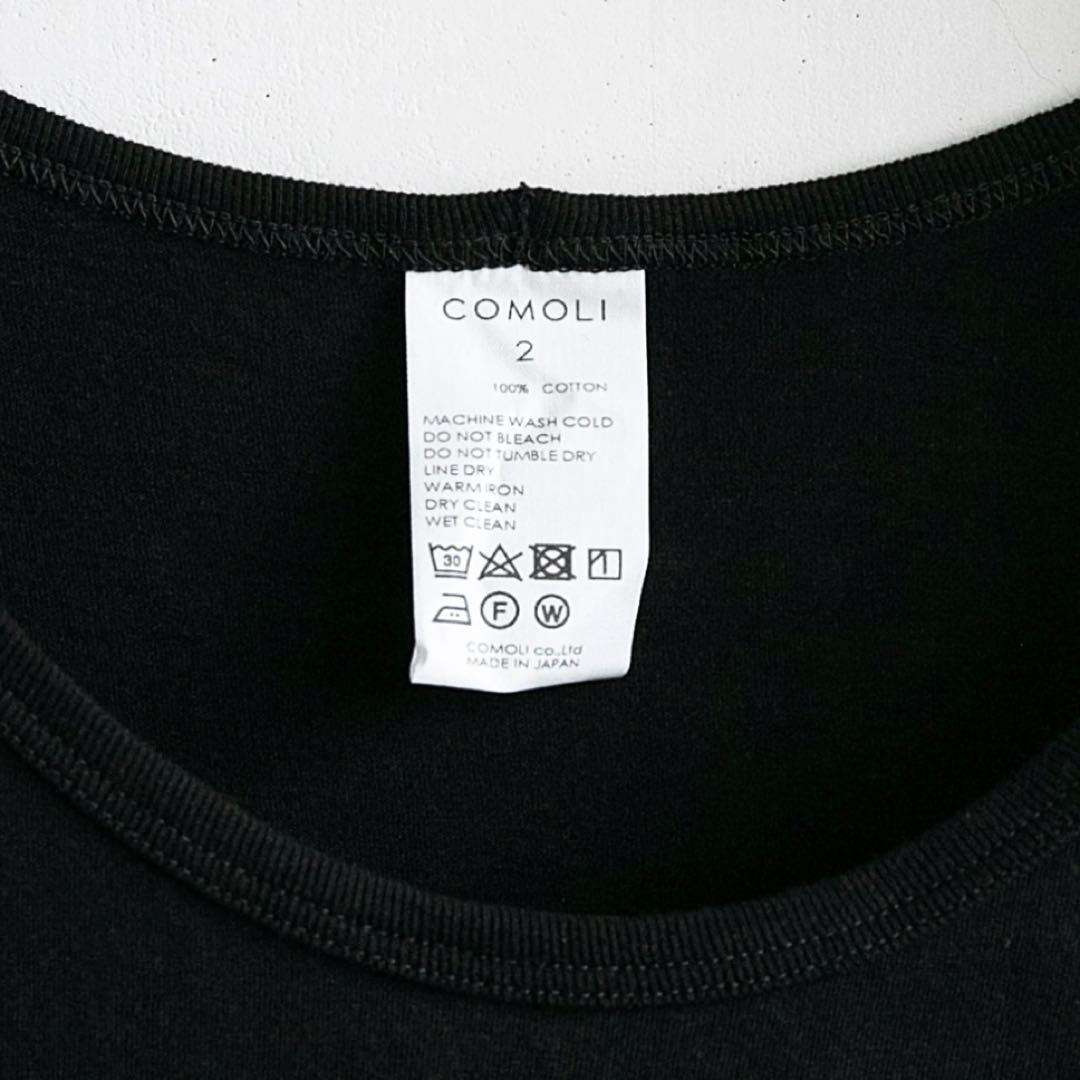 COMOLI
2
100% COTTON
MACHINE WASH COLD
DO NOT BLEACH
DO NOT TUMBLE DRY
LINE DRY
WARM IRON
DRY CLEAN
WET CLEAN
30
F W
COMOLI co.,Ltd
MADE IN JAPAN